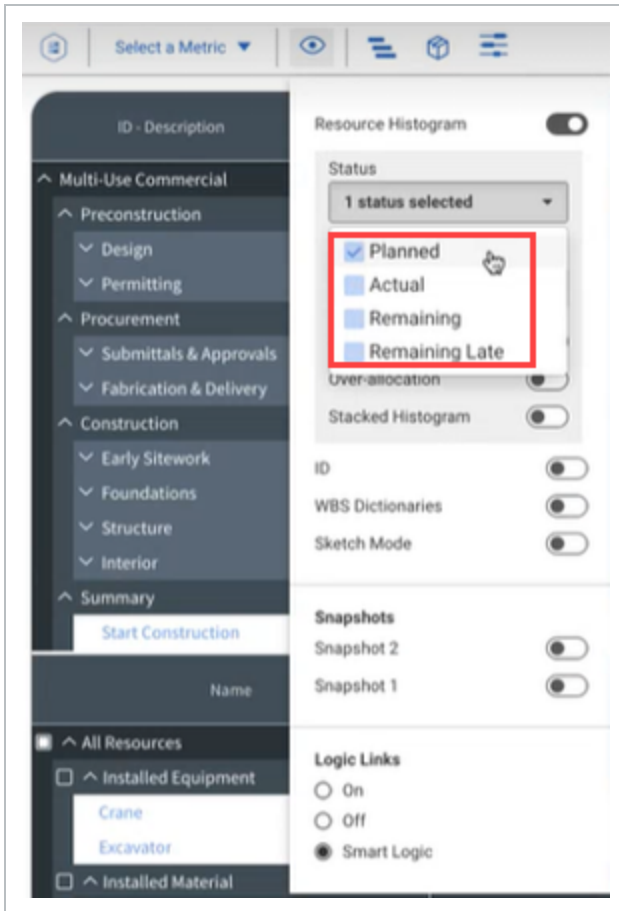 Select a Metric
ID - Description
Multi-Use Commercial
Preconstruction
Design
Permitting
Procurement
Submittals & Approvals
Fabrication & Delivery
Construction
Early Sitework
Foundations
Structure
Interior
Summary
Start Construction
Name
All Resources
Installed Equipment
Crane
Excavator
Installed Material
Resource Histogram
Status
1 status selected
Planned
Actual
Remaining
Remaining Late
Over-allocation
Stacked Histogram
ID
WBS Dictionaries
Sketch Mode
Snapshots
Snapshot 2
Snapshot 1
Logic Links
On
Off
Smart Logic